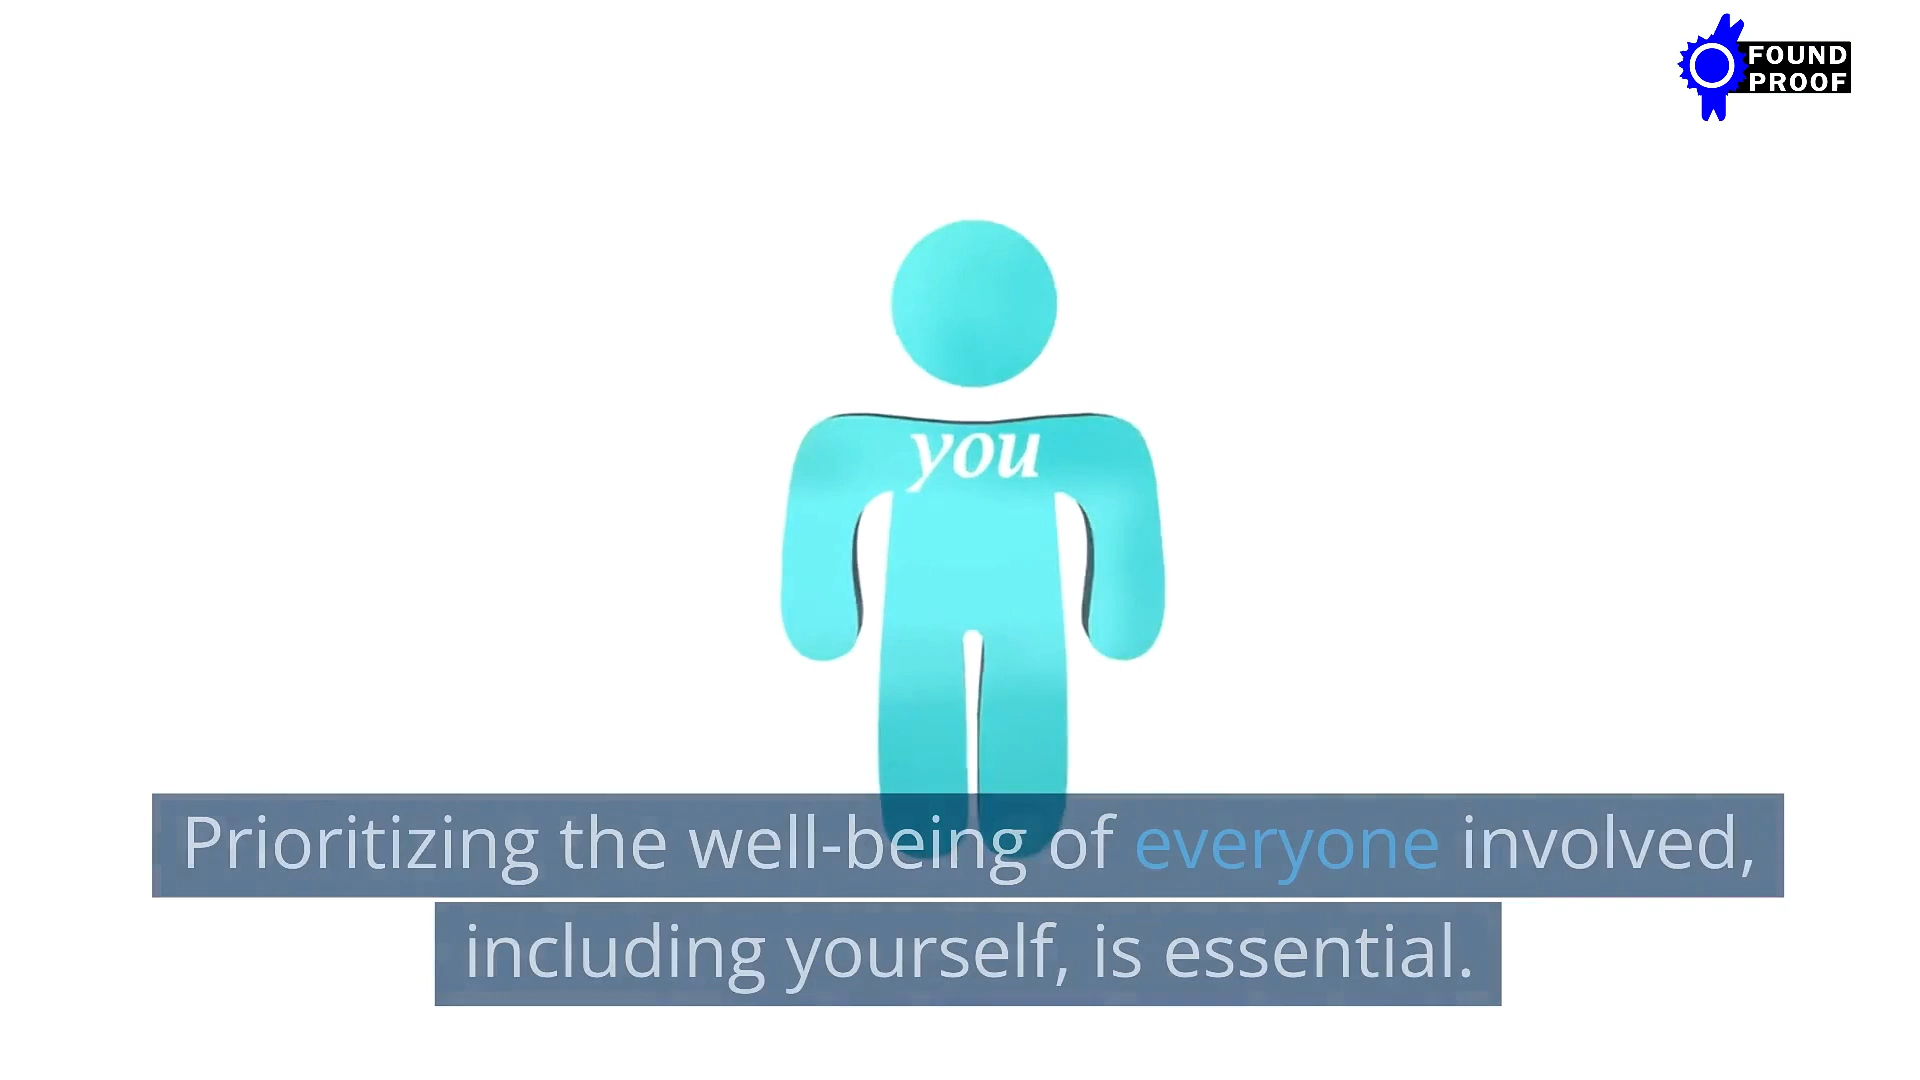 FOUND
PROOF
you
Prioritizing the well-being of everyone involved,
including yourself, is essential.